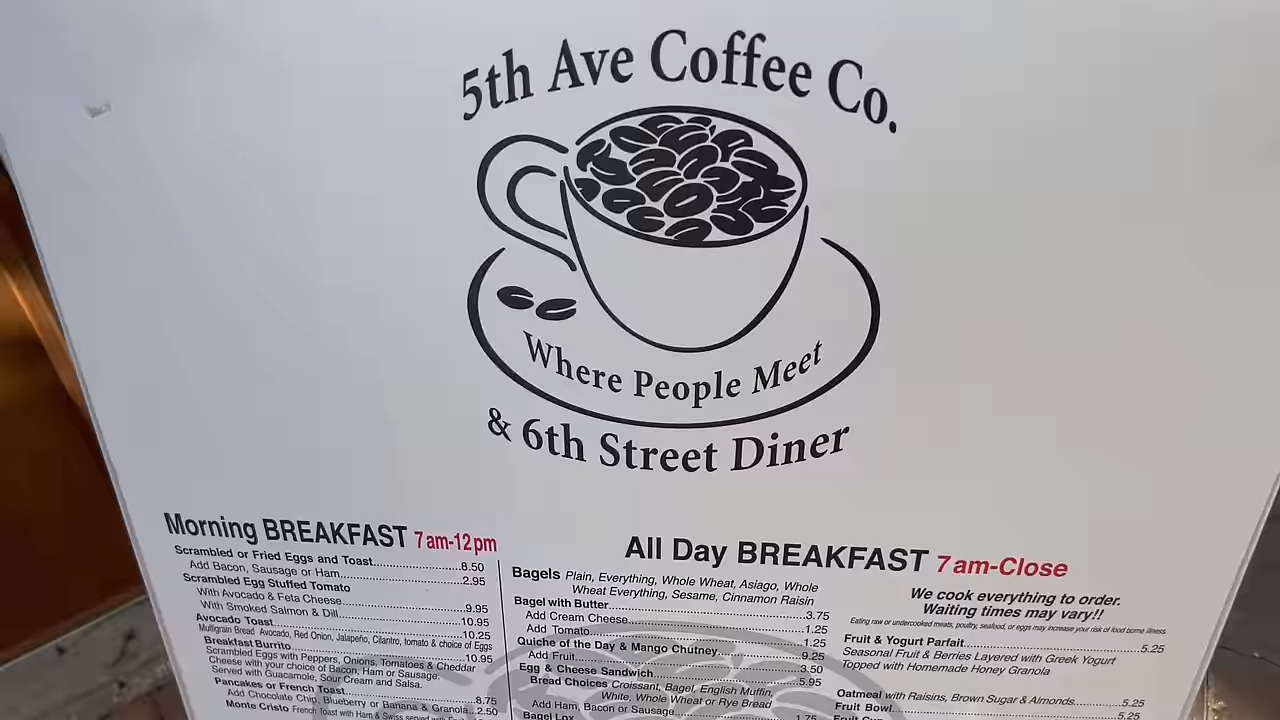 5th Ave Coffee Co.
Where People Meet
& 6th Street Diner
Morning BREAKFAST 7am-12pm
Scrambled or Fried Eggs and Toast 8.50
Add Bacon, Sausage or Ham 2.95
Scrambled Egg Stuffed Tomato
With Avocado & Feta Cheese 9.95
With Smoked Salmon & Dill 10.95
Avocado Toast 10.25
Multigrain Bread Avocado, Red Onion, Jalapeño, Cilantro, tomato & choice of Eggs
Breakfast Burrito 10.95
Scrambled Eggs with Peppers, Onions, Tomatoes & Cheddar
Cheese with your choice of Bacon, Ham or Sausage.
Served with Guacamole, Sour Cream and Salsa.
Pancakes or French Toast 8.75
Add Chocolate Chip, Blueberry or Banana & Granola 2.50
Monte Cristo French Toast with Ham & Swiss served with
All Day BREAKFAST 7am-Close
Bagels Plain, Everything, Whole Wheat, Asiago, Whole
Wheat Everything, Sesame, Cinnamon Raisin
Bagel with Butter 3.75
Add Cream Cheese 1.25
Add Tomato 1.25
Quiche of the Day & Mango Chutney 9.25
Add Fruit 3.50
Egg & Cheese Sandwich 5.95
Bread Choices Croissant, Bagel, English Muffin,
White, Whole Wheat or Rye Bread
Add Ham, Bacon or Sausage 1.75
Bagel Lox
We cook everything to order.
Waiting times may vary!!
Eating raw or undercooked meats, poultry, seafood, or eggs may increase your risk of food borne illness.
Fruit & Yogurt Parfait 5.25
Seasonal Fruit & Berries Layered with Greek Yogurt
Topped with Homemade Honey Granola
Oatmeal with Raisins, Brown Sugar & Almonds 5.25
Fruit Bowl 5.25
Fruit Cup